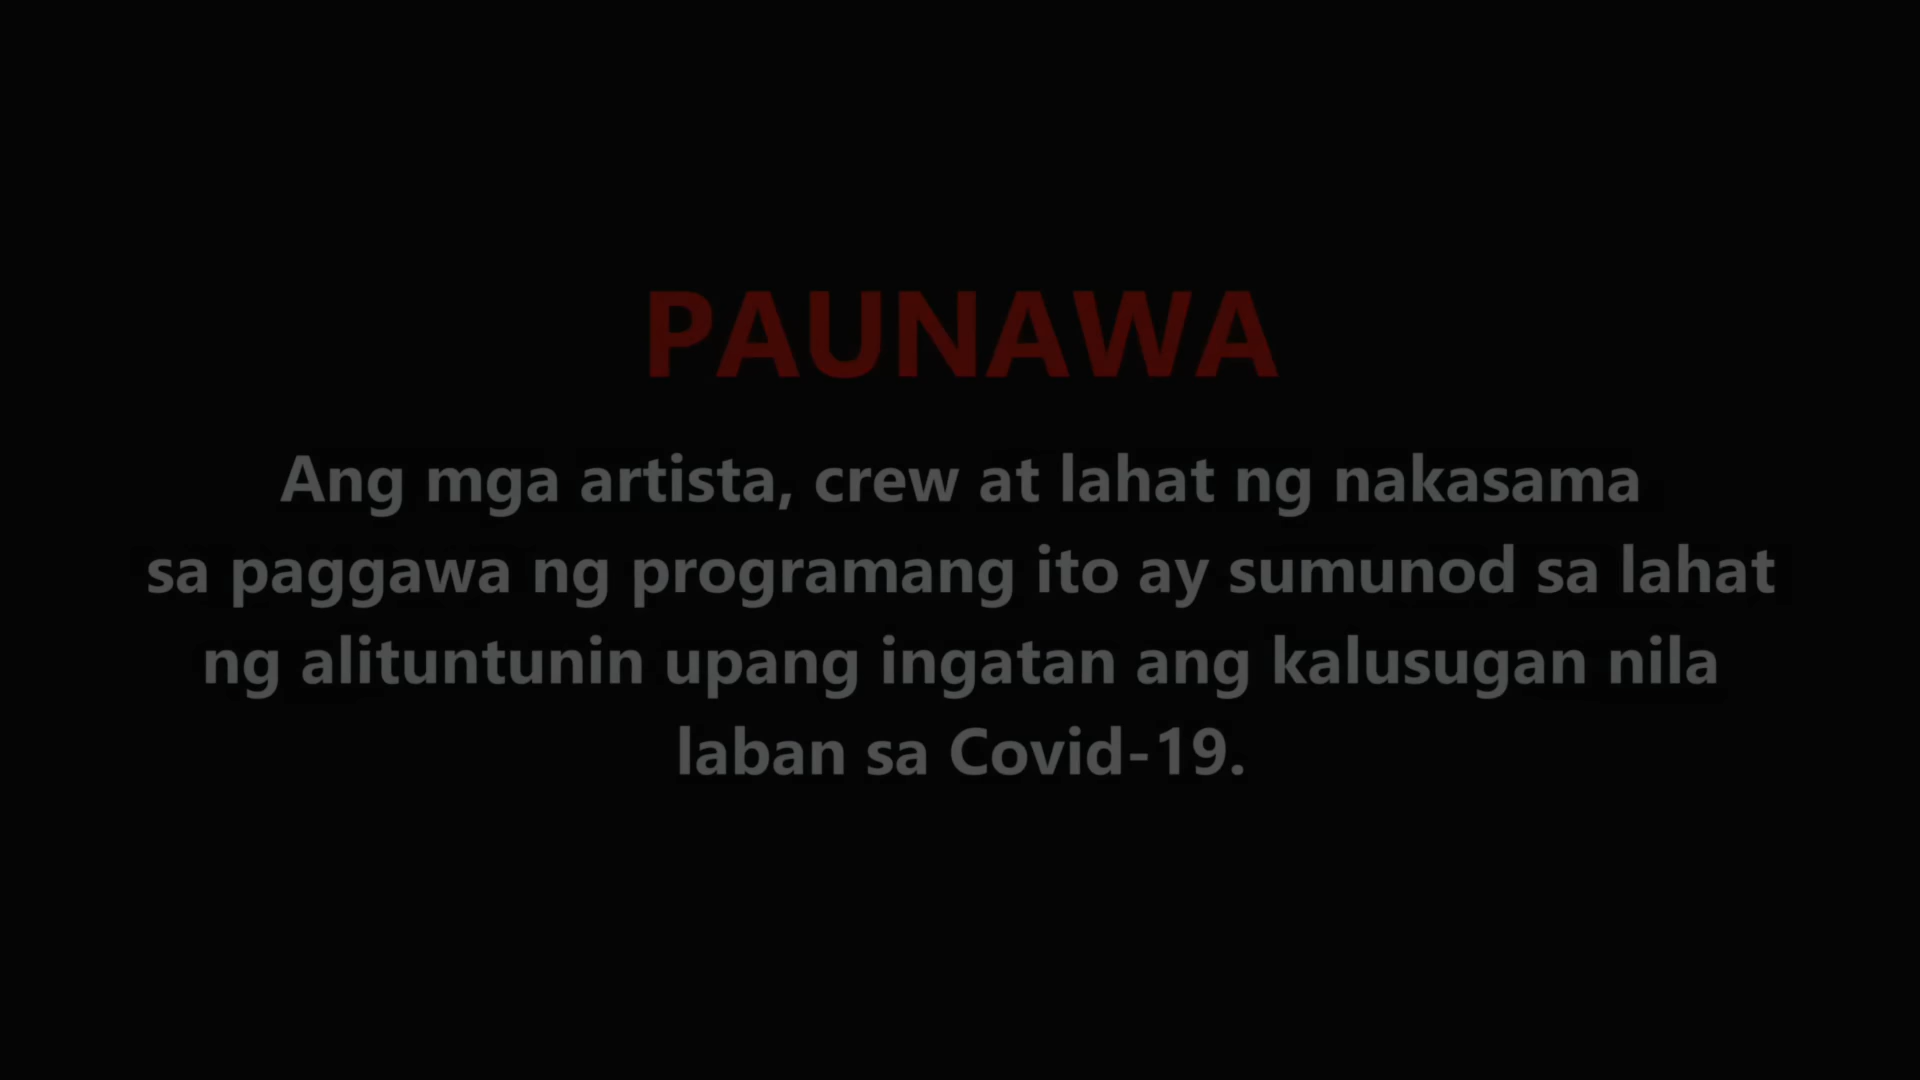 PAUNAWA
Ang mga artista, crew at lahat ng nakasama
sa paggawa ng programang ito ay sumunod sa lahat
ng alituntunin upang ingatan ang kalusugan nila
laban sa Covid-19.